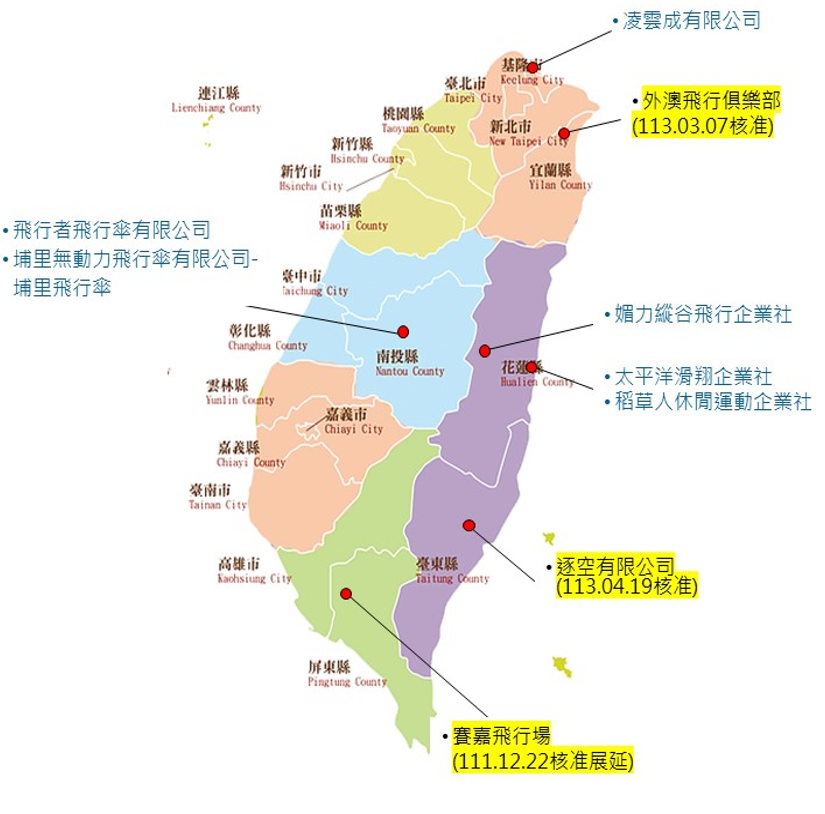 • 凌雲成有限公司
基隆市
Keelung City
臺北市
Taipei City
連江縣
Lienchiang County
• 外澳飛行俱樂部
(113.03.07核准)
桃園縣
Taoyuan County
新北市
New Taipei City
新竹縣
Hsinchu County
新竹市
Hsinchu City
宜蘭縣
Yilan County
苗栗縣
Miaoli County
• 飛行者飛行傘有限公司
• 埔里無動力飛行傘有限公司-
埔里飛行傘
臺中市
Taichung City
• 媚力縱谷飛行企業社
彰化縣
Changhua County
南投縣
Nantou County
花蓮縣
Hualien County
• 太平洋滑翔企業社
• 稻草人休閒運動企業社
雲林縣
Yunlin County
嘉義市
Chiayi City
嘉義縣
Chiayi County
臺南市
Tainan City
高雄市
Kaohsiung City
臺東縣
Taitung County
• 逐空有限公司
(113.04.19核准)
屏東縣
Pingtung County
• 賽嘉飛行場
(111.12.22核准展延)